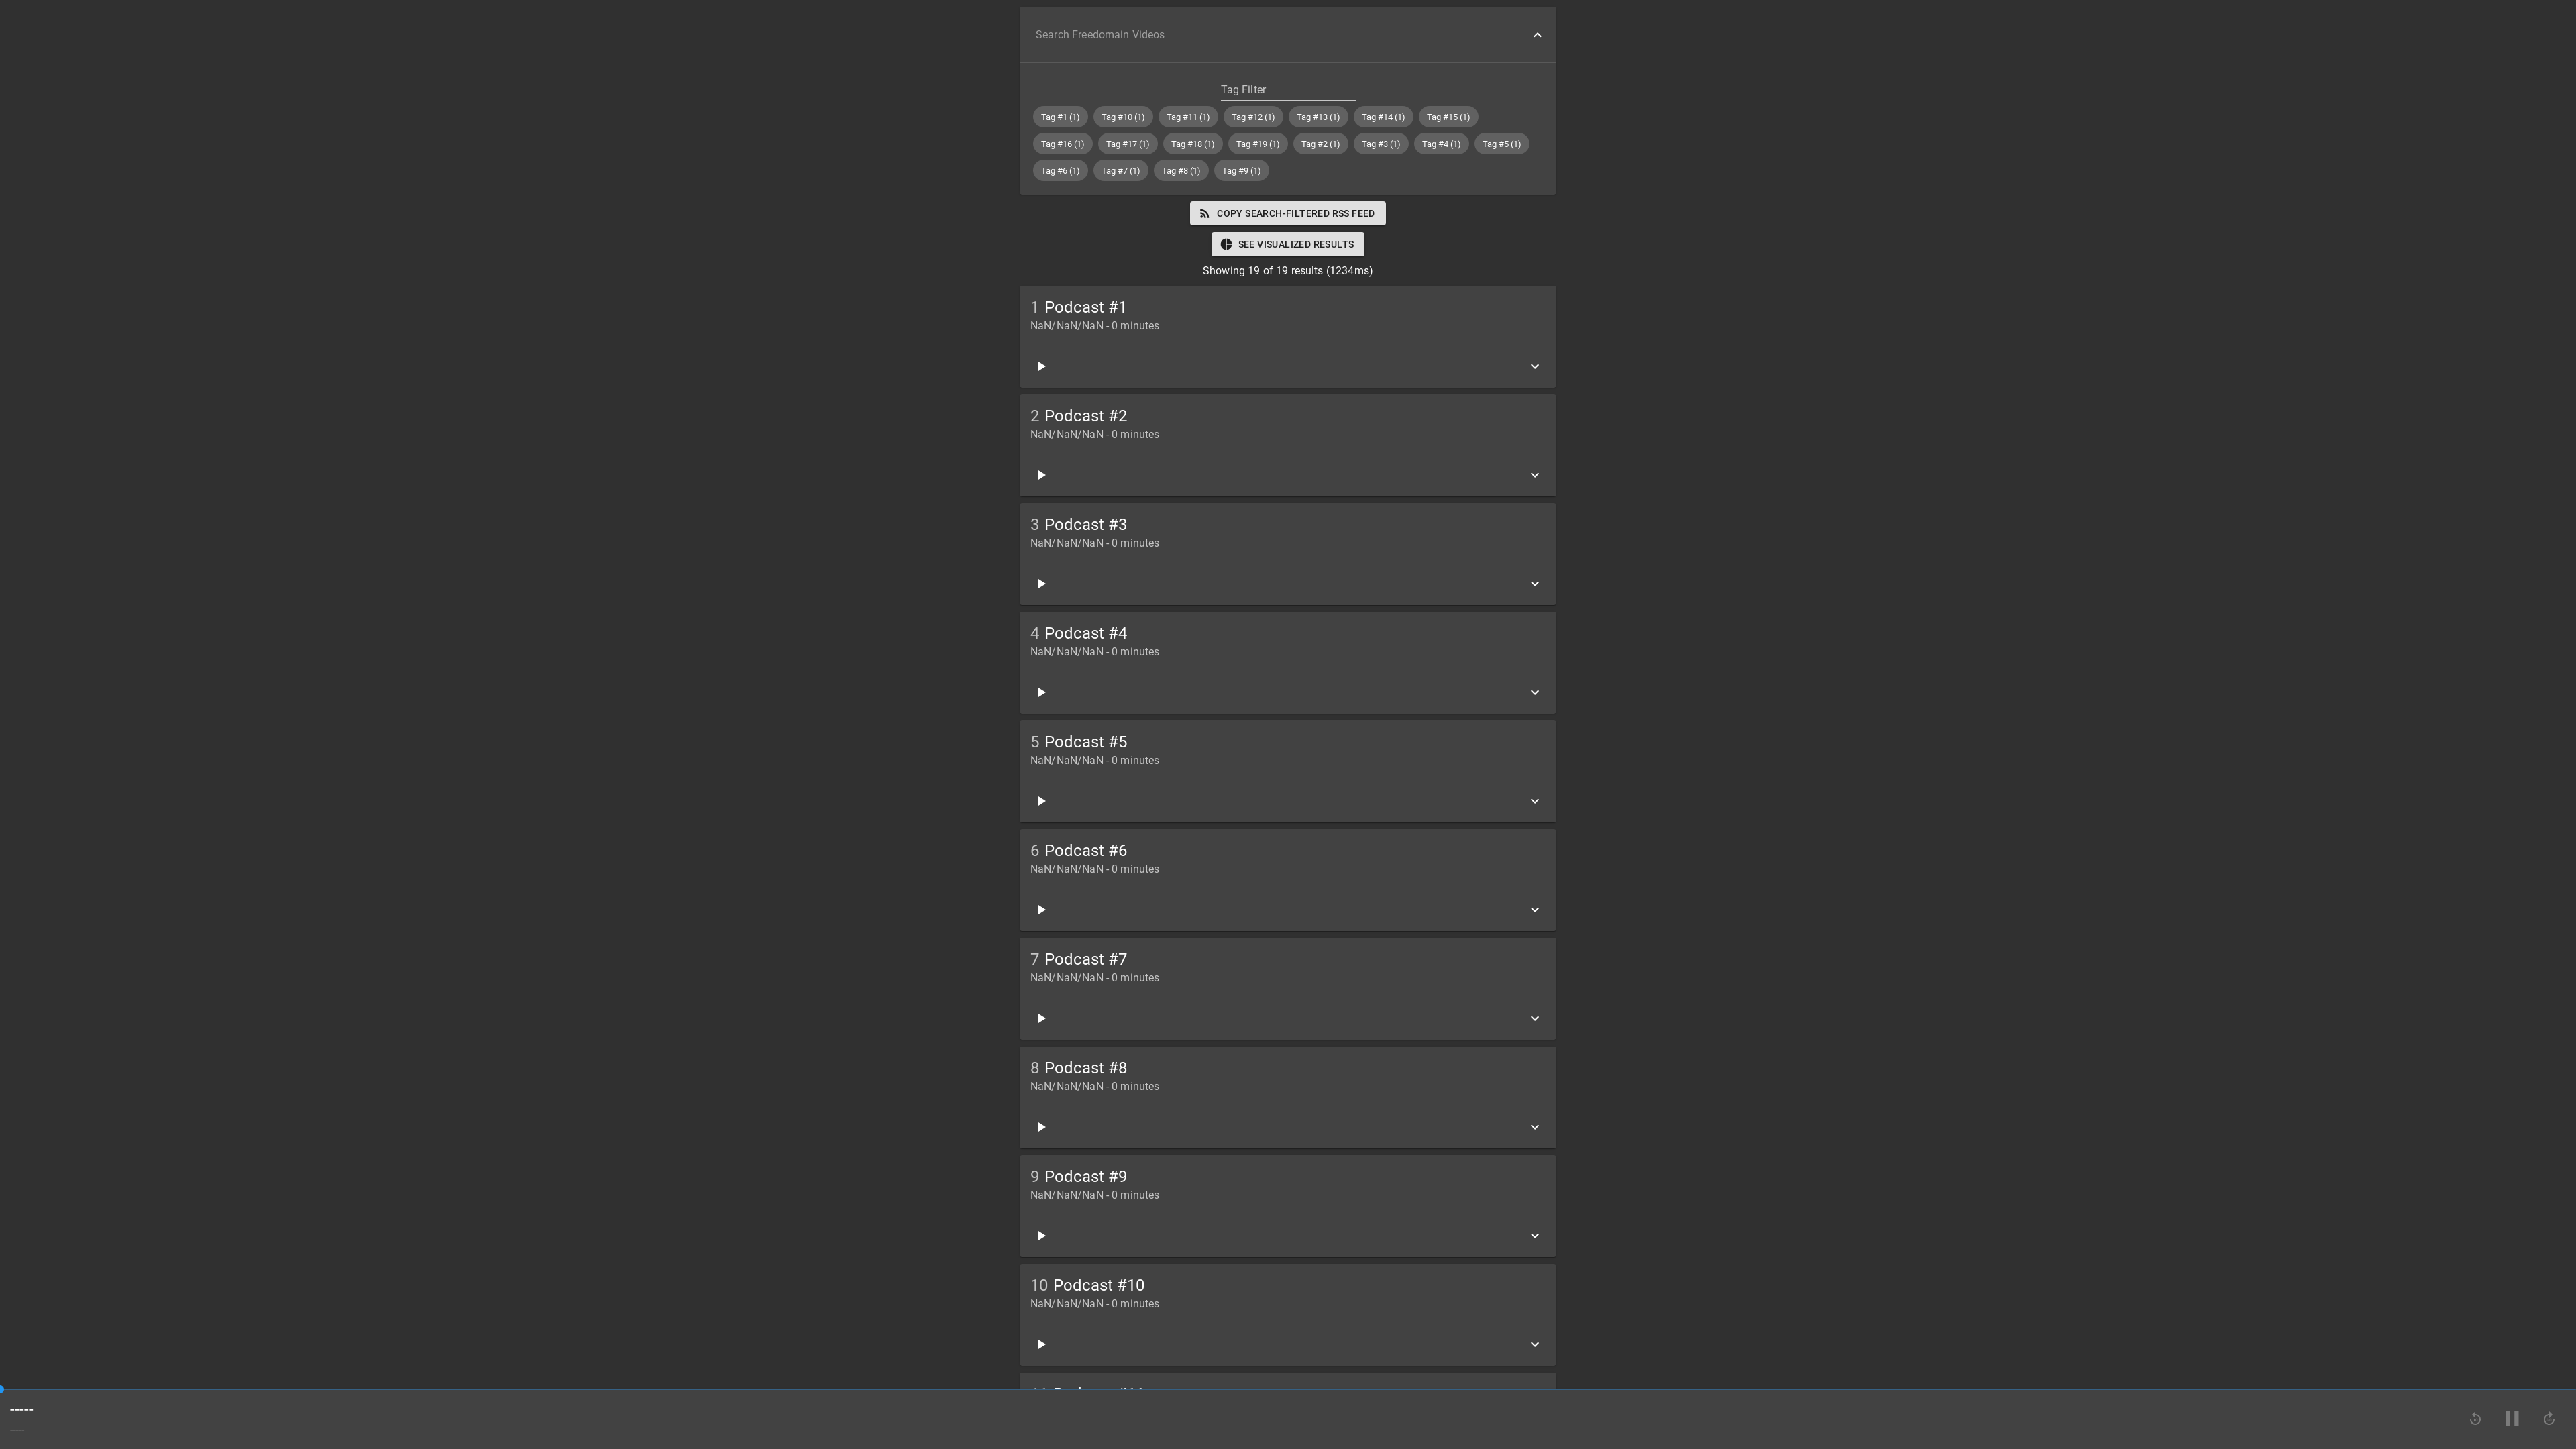 Search Freedomain Videos
Tag Filter
Tag #1 (1) Tag #10 (1) Tag #11 (1) Tag #12 (1) Tag #13 (1) Tag #14 (1) Tag #15 (1)
Tag #16 (1) Tag #17 (1) Tag #18 (1) Tag #19 (1) Tag #2 (1) Tag #3 (1) Tag #4 (1) Tag #5 (1)
Tag #6 (1) Tag #7 (1) Tag #8 (1) Tag #9 (1)
COPY SEARCH-FILTERED RSS FEED
SEE VISUALIZED RESULTS
Showing 19 of 19 results (1234ms)
1 Podcast #1
NaN/NaN/NaN - 0 minutes
2 Podcast #2
NaN/NaN/NaN - 0 minutes
3 Podcast #3
NaN/NaN/NaN - 0 minutes
4 Podcast #4
NaN/NaN/NaN - 0 minutes
5 Podcast #5
NaN/NaN/NaN - 0 minutes
6 Podcast #6
NaN/NaN/NaN - 0 minutes
7 Podcast #7
NaN/NaN/NaN - 0 minutes
8 Podcast #8
NaN/NaN/NaN - 0 minutes
9 Podcast #9
NaN/NaN/NaN - 0 minutes
10 Podcast #10
NaN/NaN/NaN - 0 minutes
-----
-----